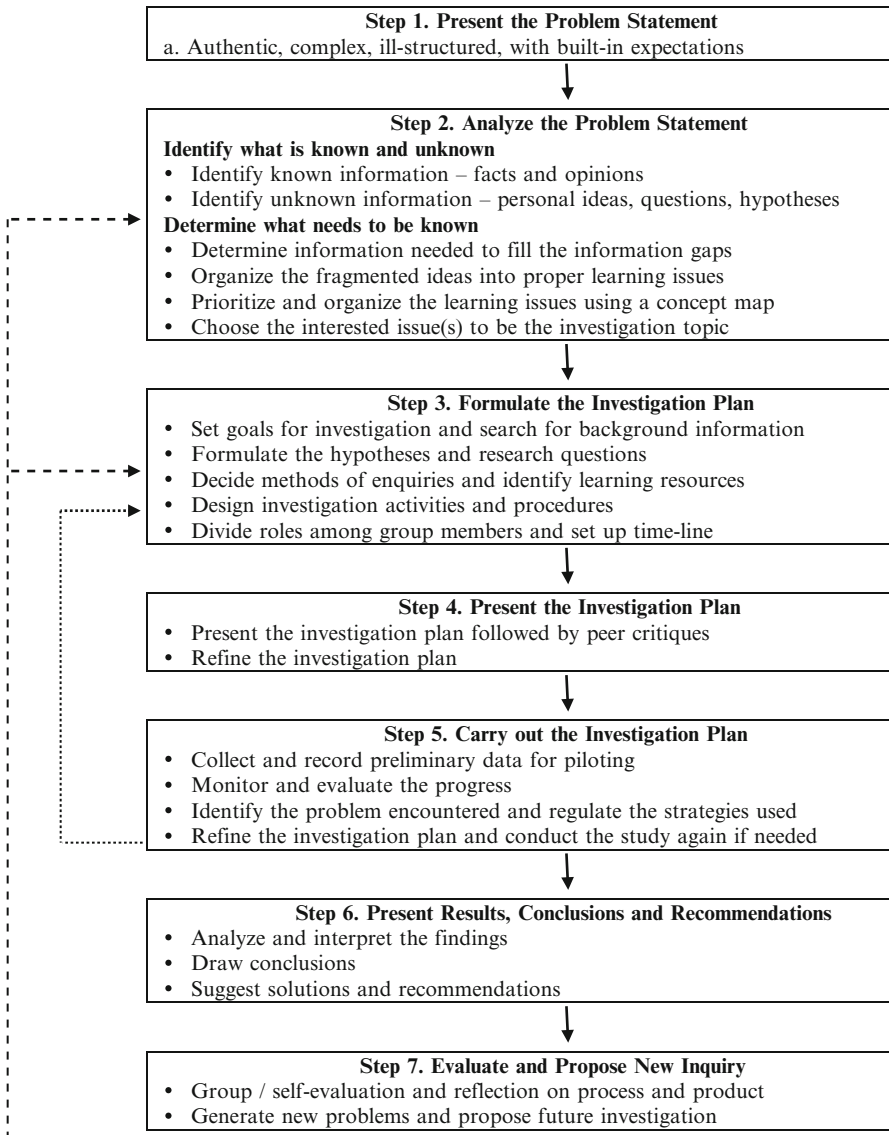 Step 1. Present the Problem Statement
a. Authentic, complex, ill-structured, with built-in expectations
Step 2. Analyze the Problem Statement
Identify what is known and unknown
• Identify known information – facts and opinions
• Identify unknown information – personal ideas, questions, hypotheses
Determine what needs to be known
• Determine information needed to fill the information gaps
• Organize the fragmented ideas into proper learning issues
• Prioritize and organize the learning issues using a concept map
• Choose the interested issue(s) to be the investigation topic
Step 3. Formulate the Investigation Plan
• Set goals for investigation and search for background information
• Formulate the hypotheses and research questions
• Decide methods of enquiries and identify learning resources
• Design investigation activities and procedures
• Divide roles among group members and set up time-line
Step 4. Present the Investigation Plan
• Present the investigation plan followed by peer critiques
• Refine the investigation plan
Step 5. Carry out the Investigation Plan
• Collect and record preliminary data for piloting
• Monitor and evaluate the progress
• Identify the problem encountered and regulate the strategies used
• Refine the investigation plan and conduct the study again if needed
Step 6. Present Results, Conclusions and Recommendations
• Analyze and interpret the findings
• Draw conclusions
• Suggest solutions and recommendations
Step 7. Evaluate and Propose New Inquiry
• Group / self-evaluation and reflection on process and product
• Generate new problems and propose future investigation